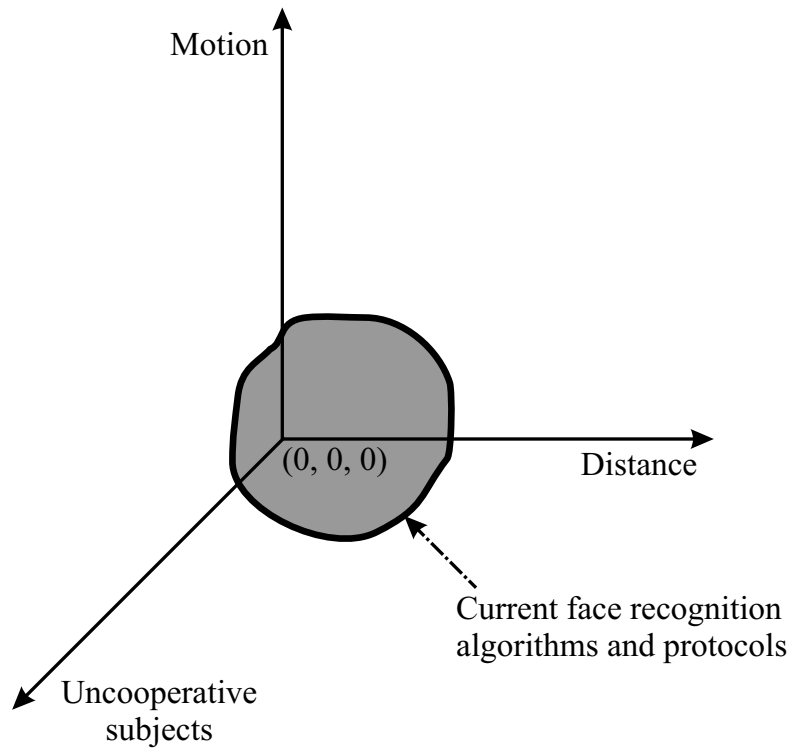 Motion
(0, 0, 0)
Distance
Current face recognition
algorithms and protocols
Uncooperative
subjects